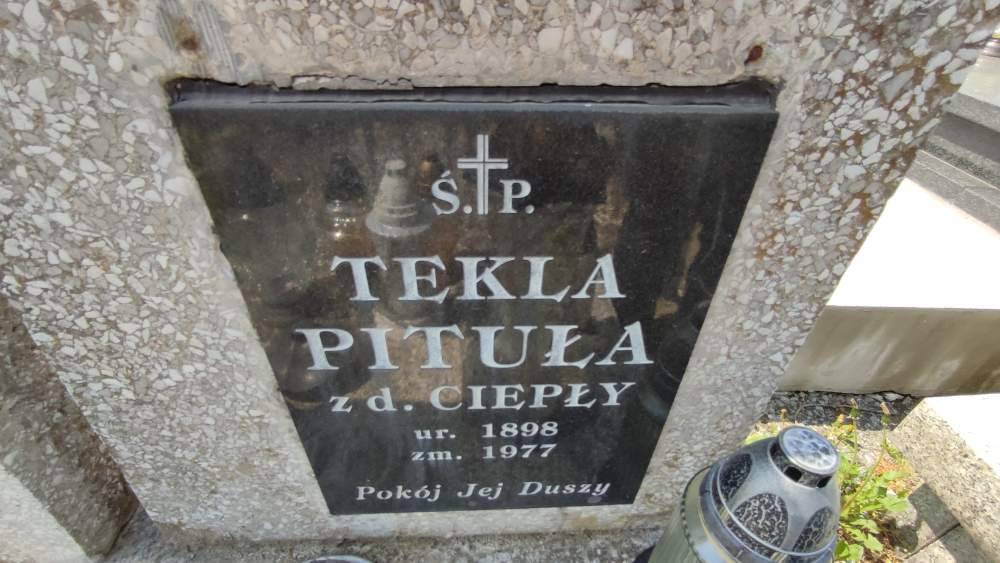 Ś.P.
TEKLA
PITUŁA
z d. CIEPŁY
ur. 1898
zm. 1977
Pokój Jej Duszy